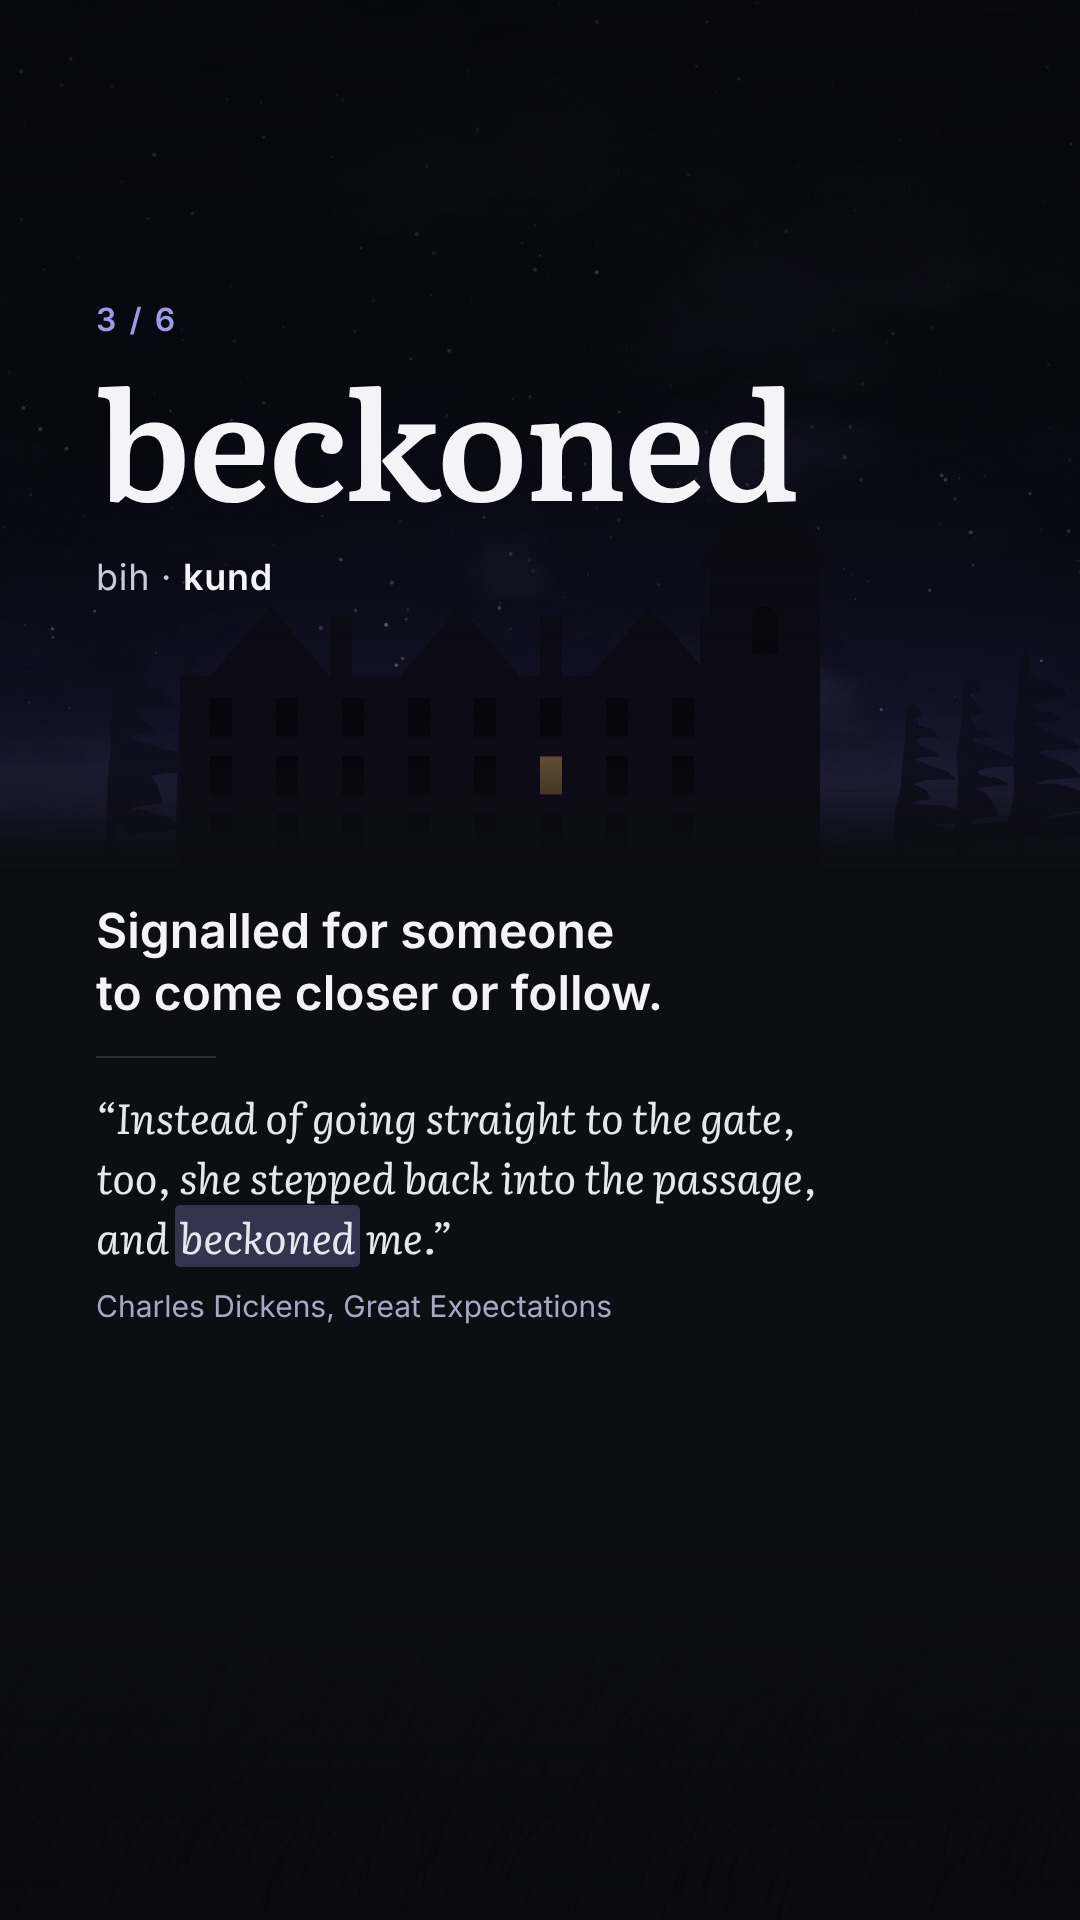 3 / 6
beckoned
bih · kund
Signalled for someone
to come closer or follow.
“Instead of going straight to the gate,
too, she stepped back into the passage,
and beckoned me.”
Charles Dickens, Great Expectations